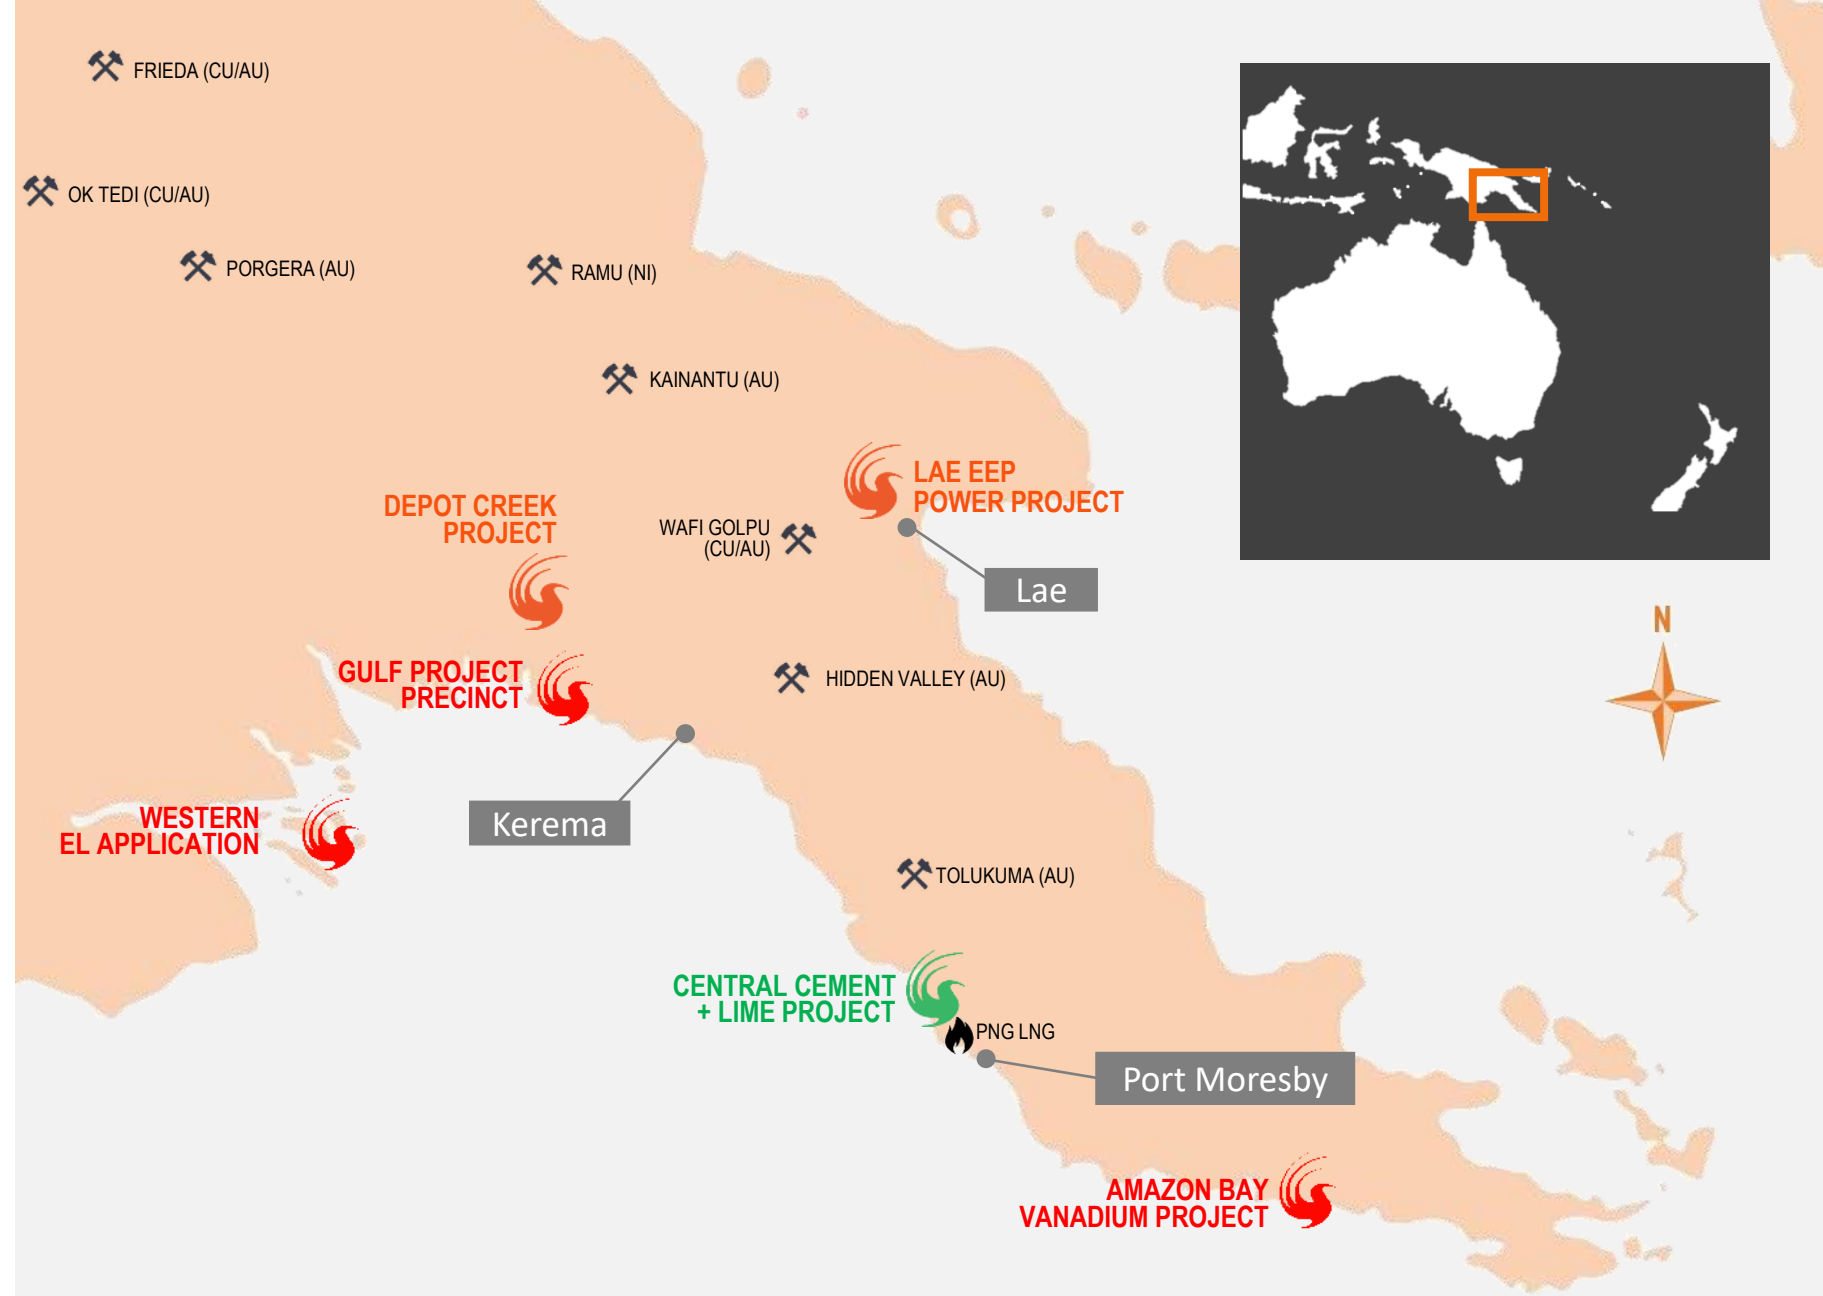 FRIEDA (CU/AU)
OK TEDI (CU/AU)
PORGERA (AU)
RAMU (NI)
KAINANTU (AU)
LAE EEP
POWER PROJECT
DEPOT CREEK
PROJECT
WAFI GOLPU
(CU/AU)
Lae
N
GULF PROJECT
PRECINCT
HIDDEN VALLEY (AU)
Kerema
WESTERN
EL APPLICATION
TOLUKUMA (AU)
CENTRAL CEMENT
+ LIME PROJECT
PNG LNG
Port Moresby
AMAZON BAY
VANADIUM PROJECT